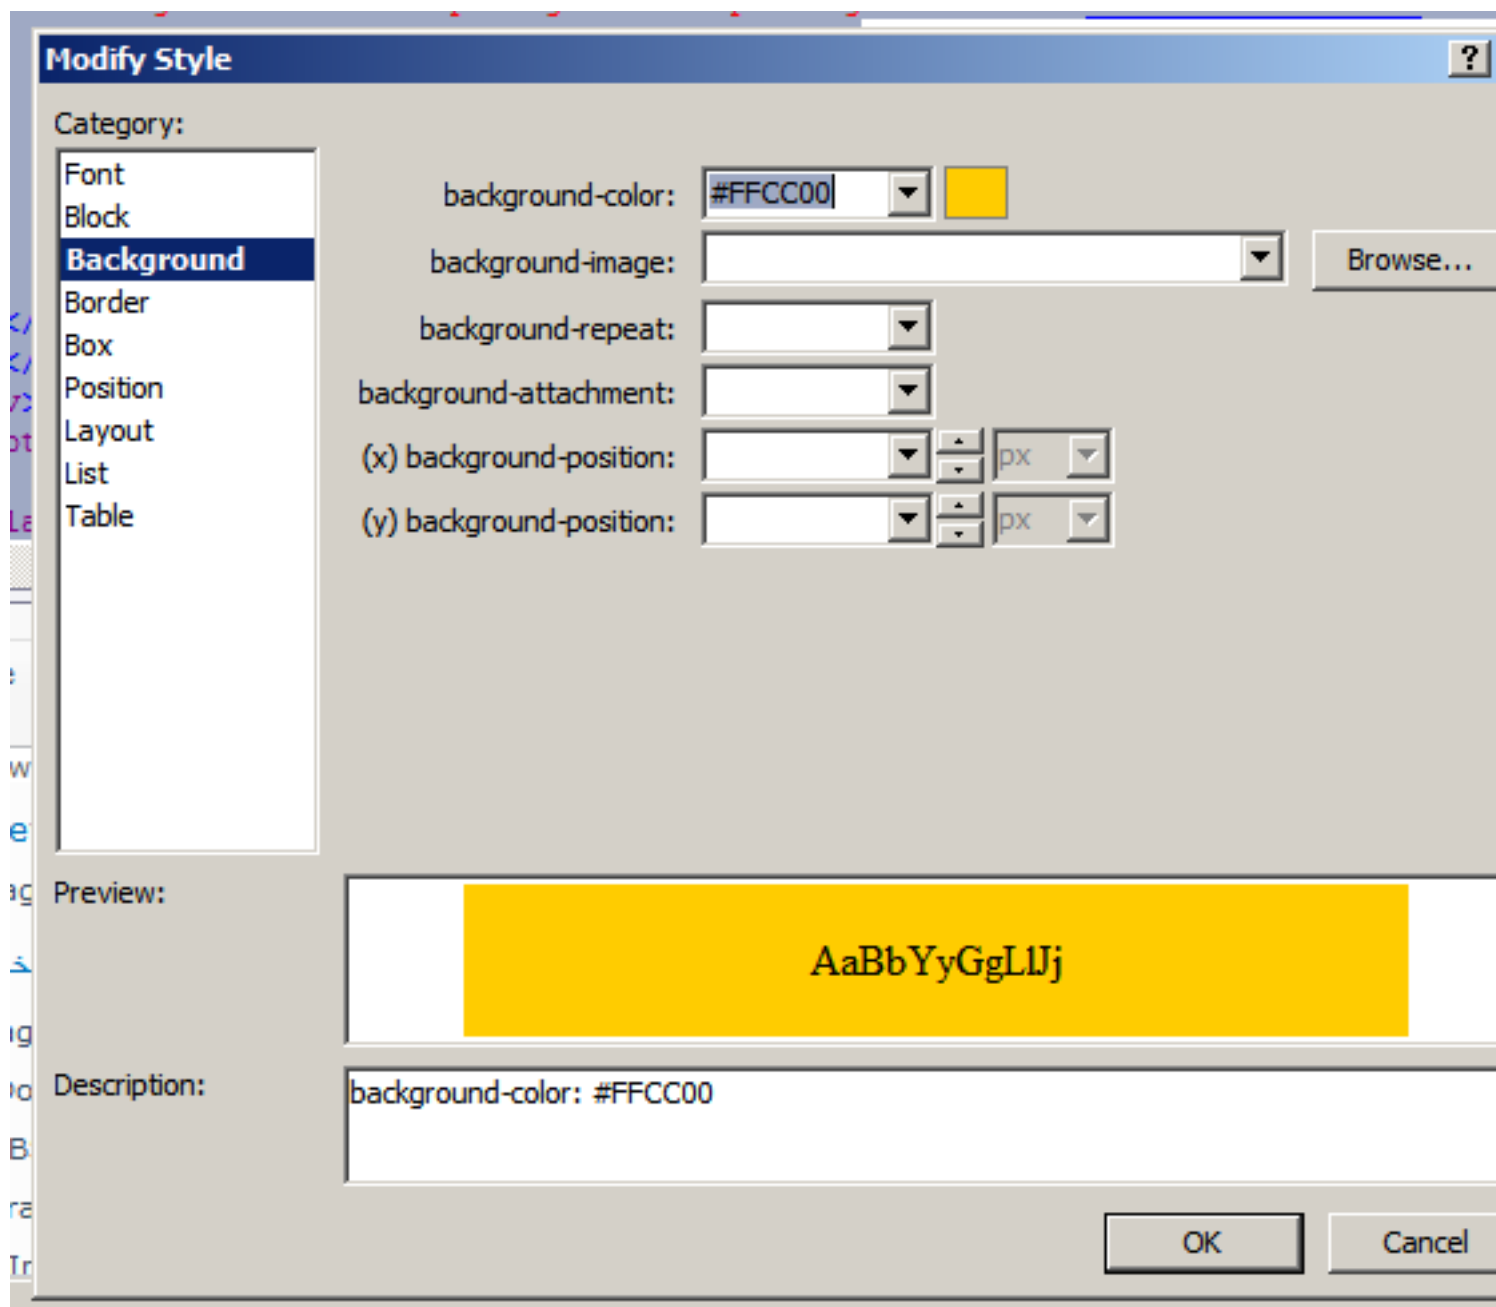 Modify Style
?
Category:
Font
Block
Background
Border
Box
Position
Layout
List
Table
background-color: #FFCC00
background-image: Browse...
background-repeat:
background-attachment:
(x) background-position: px
(y) background-position: px
Preview:
AaBbYyGgLlJj
Description:
background-color: #FFCC00
OK Cancel